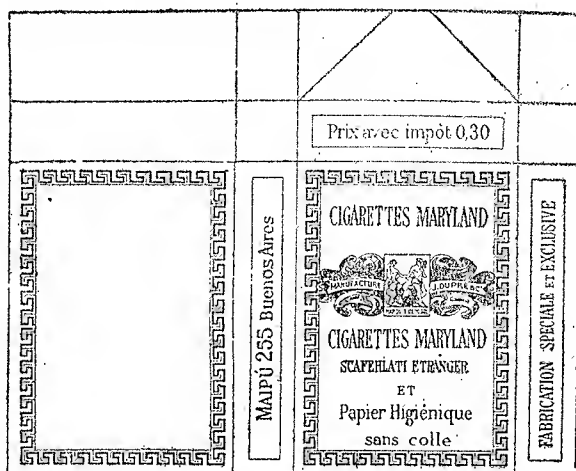 Prix avec impôt 0,30
MAIPÚ 255 Buenos Aires
CIGARETTES MARYLAND
MANUFACTURE J. DUPRÉ & Cª
CIGARETTES MARYLAND
SCAFERLATI ETRANGER
ET
Papier Higiénique
sans colle
FABRICATION SPECIALE ET EXCLUSIVE